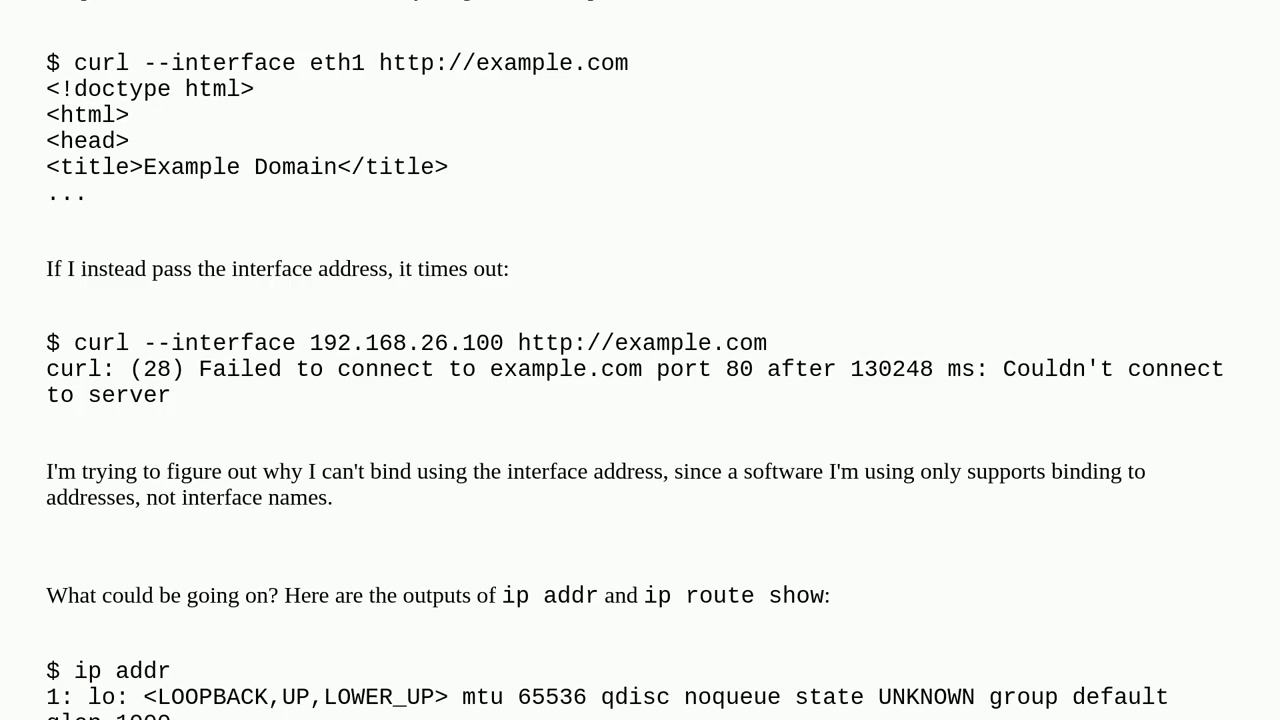 $ curl --interface eth1 http://example.com
<!doctype html>
<html>
<head>
<title>Example Domain</title>
...
If I instead pass the interface address, it times out:
$ curl --interface 192.168.26.100 http://example.com
curl: (28) Failed to connect to example.com port 80 after 130248 ms: Couldn't connect
to server
I'm trying to figure out why I can't bind using the interface address, since a software I'm using only supports binding to
addresses, not interface names.
What could be going on? Here are the outputs of ip addr and ip route show:
$ ip addr
1: lo: <LOOPBACK,UP,LOWER_UP> mtu 65536 qdisc noqueue state UNKNOWN group default
qlen 1000